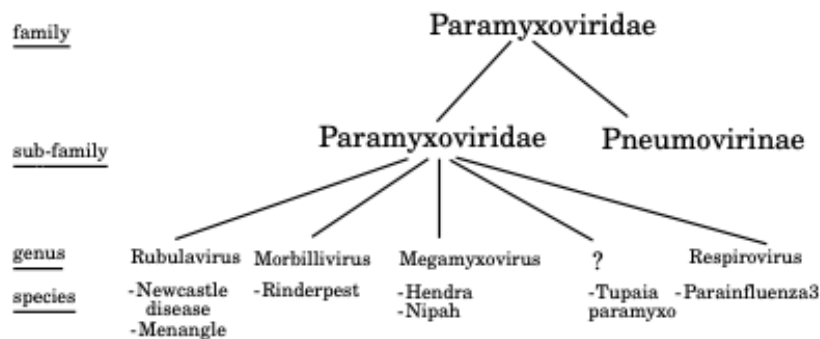 family
Paramyxoviridae
sub-family
Paramyxoviridae
Pneumovirinae
genus
Rubulavirus
Morbillivirus
Megamyxovirus
?
Respirovirus
species
-Newcastle
disease
-Menangle
-Rinderpest
-Hendra
-Nipah
-Tupaia
paramyxo
-Parainfluenza3